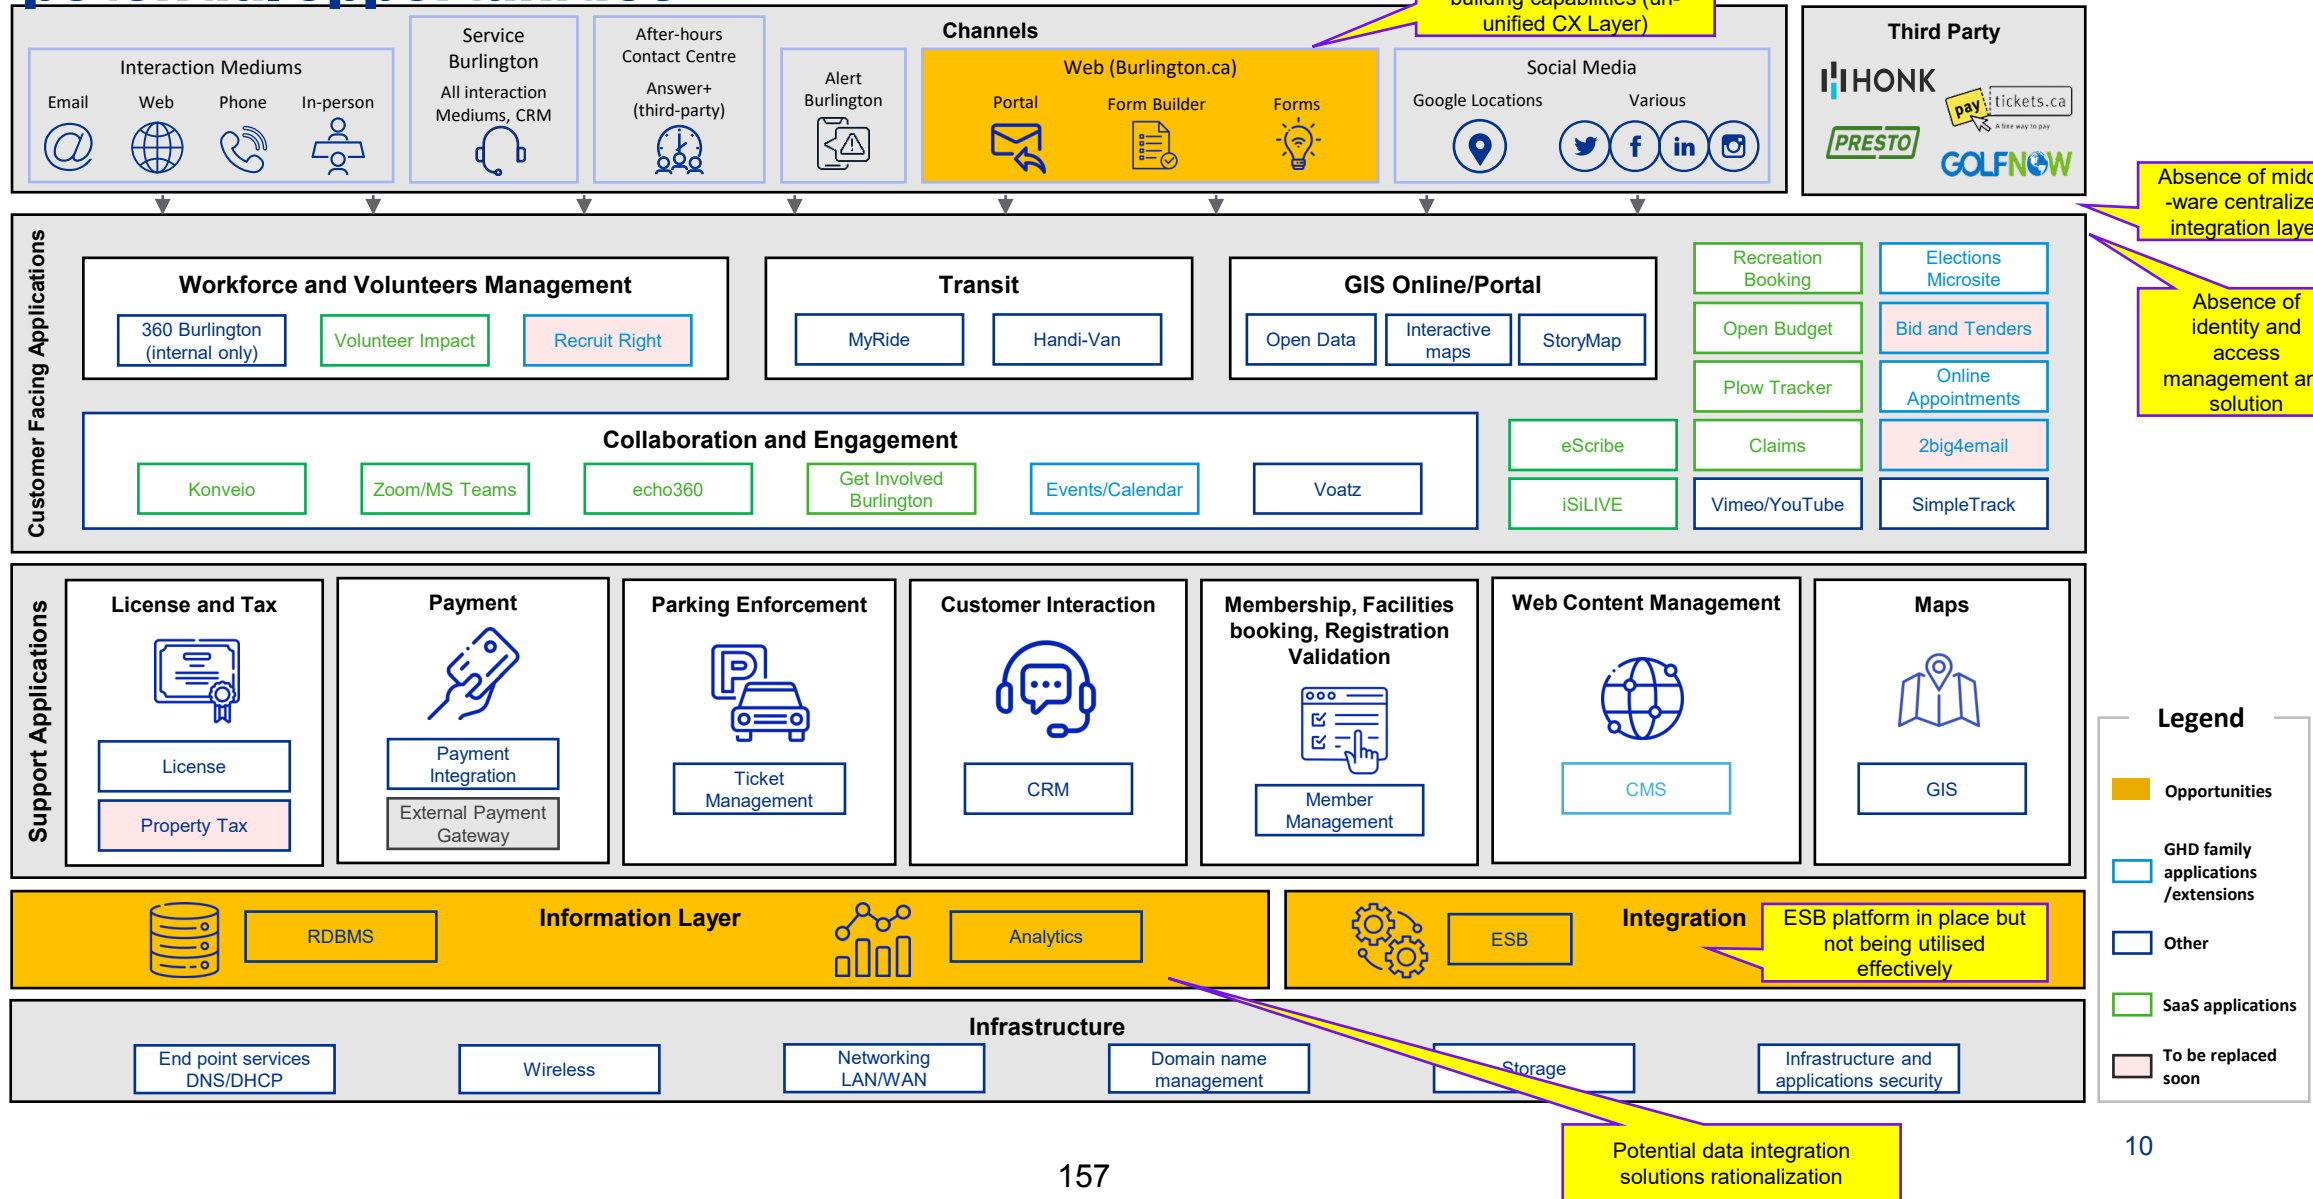 potential opportunities
building capabilities (un-
unified CX Layer)
Channels
Interaction Mediums
Email
Web
Phone
In-person
Service
Burlington
All interaction
Mediums, CRM
After-hours
Contact Centre
Answer+
(third-party)
Alert
Burlington
Web (Burlington.ca)
Portal
Form Builder
Forms
Social Media
Google Locations
Various
Third Party
HONK
pay tickets.ca
A fine way to pay
PRESTO
GOLFNOW
-ware centralize
integration laye
Absence of
identity and
access
solution
Customer Facing Applications
Workforce and Volunteers Management
360 Burlington
(internal only)
Volunteer Impact
Recruit Right
Transit
MyRide
Handi-Van
GIS Online/Portal
Open Data
Interactive
maps
StoryMap
Recreation
Booking
Elections
Microsite
Open Budget
Bid and Tenders
Plow Tracker
Online
Appointments
Collaboration and Engagement
Konveio
Zoom/MS Teams
echo360
Get Involved
Burlington
Events/Calendar
Voatz
eScribe
Claims
2big4email
iSiLIVE
Vimeo/YouTube
SimpleTrack
Support Applications
License and Tax
License
Property Tax
Payment
Payment
Integration
External Payment
Gateway
Parking Enforcement
P
Ticket
Management
Customer Interaction
CRM
Membership, Facilities
booking, Registration
Validation
Member
Management
Web Content Management
CMS
Maps
GIS
Information Layer
RDBMS
Analytics
Integration
ESB
ESB platform in place but
not being utilised
effectively
Infrastructure
End point services
DNS/DHCP
Wireless
Networking
LAN/WAN
Domain name
management
Storage
Infrastructure and
applications security
Legend
Opportunities
GHD family
applications
/extensions
Other
SaaS applications
To be replaced
soon
Potential data integration
solutions rationalization
157
10